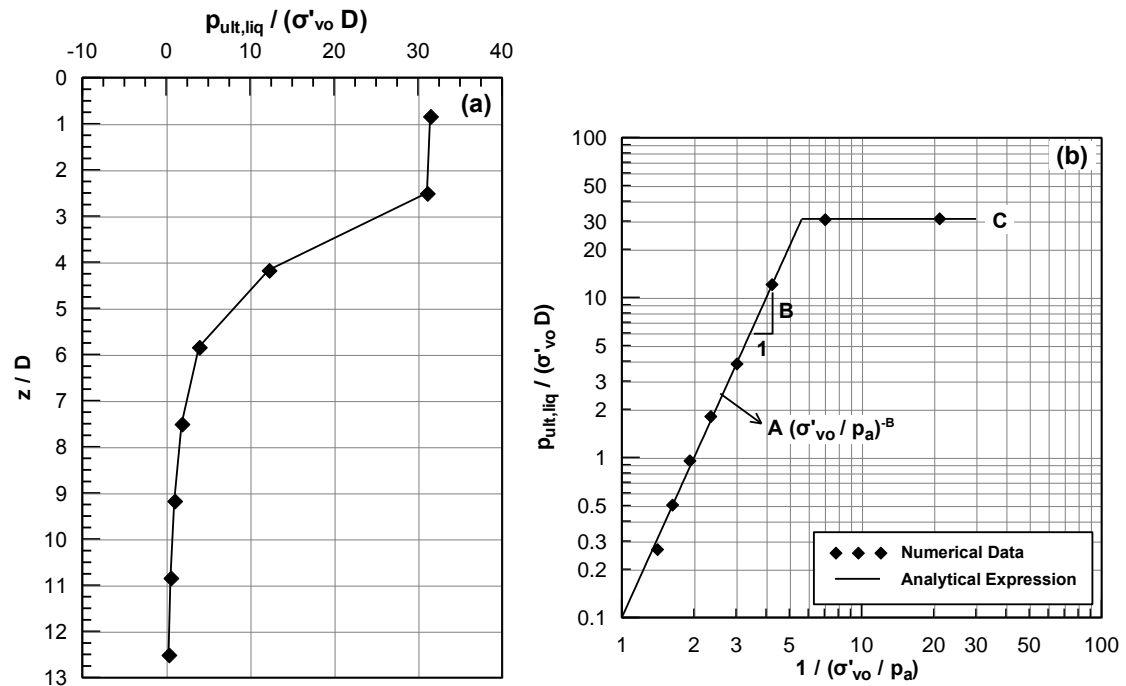 p_ult,liq / (σ'_vo D)
-10 0 10 20 30 40
(a)
0
1
2
3
4
5
6
7
8
9
10
11
12
13
z / D
(b)
100
50
30
20
10
5
3
2
1
0.5
0.3
0.2
0.1
p_ult,liq / (σ'_vo D)
C
B
1
A (σ'_vo / p_a)^-B
Numerical Data
Analytical Expression
1 2 3 5 10 20 30 50 100
1 / (σ'_vo / p_a)